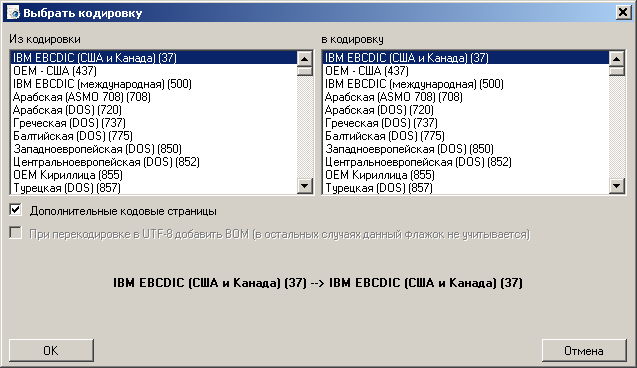 Выбрать кодировку
Из кодировки
IBM EBCDIC (США и Канада) (37)
OEM - США (437)
IBM EBCDIC (международная) (500)
Арабская (ASMO 708) (708)
Арабская (DOS) (720)
Греческая (DOS) (737)
Балтийская (DOS) (775)
Западноевропейская (DOS) (850)
Центральноевропейская (DOS) (852)
OEM Кириллица (855)
Турецкая (DOS) (857)
в кодировку
IBM EBCDIC (США и Канада) (37)
OEM - США (437)
IBM EBCDIC (международная) (500)
Арабская (ASMO 708) (708)
Арабская (DOS) (720)
Греческая (DOS) (737)
Балтийская (DOS) (775)
Западноевропейская (DOS) (850)
Центральноевропейская (DOS) (852)
OEM Кириллица (855)
Турецкая (DOS) (857)
Дополнительные кодовые страницы
При перекодировке в UTF-8 добавить BOM (в остальных случаях данный флажок не учитывается)
IBM EBCDIC (США и Канада) (37) --> IBM EBCDIC (США и Канада) (37)
OK
Отмена